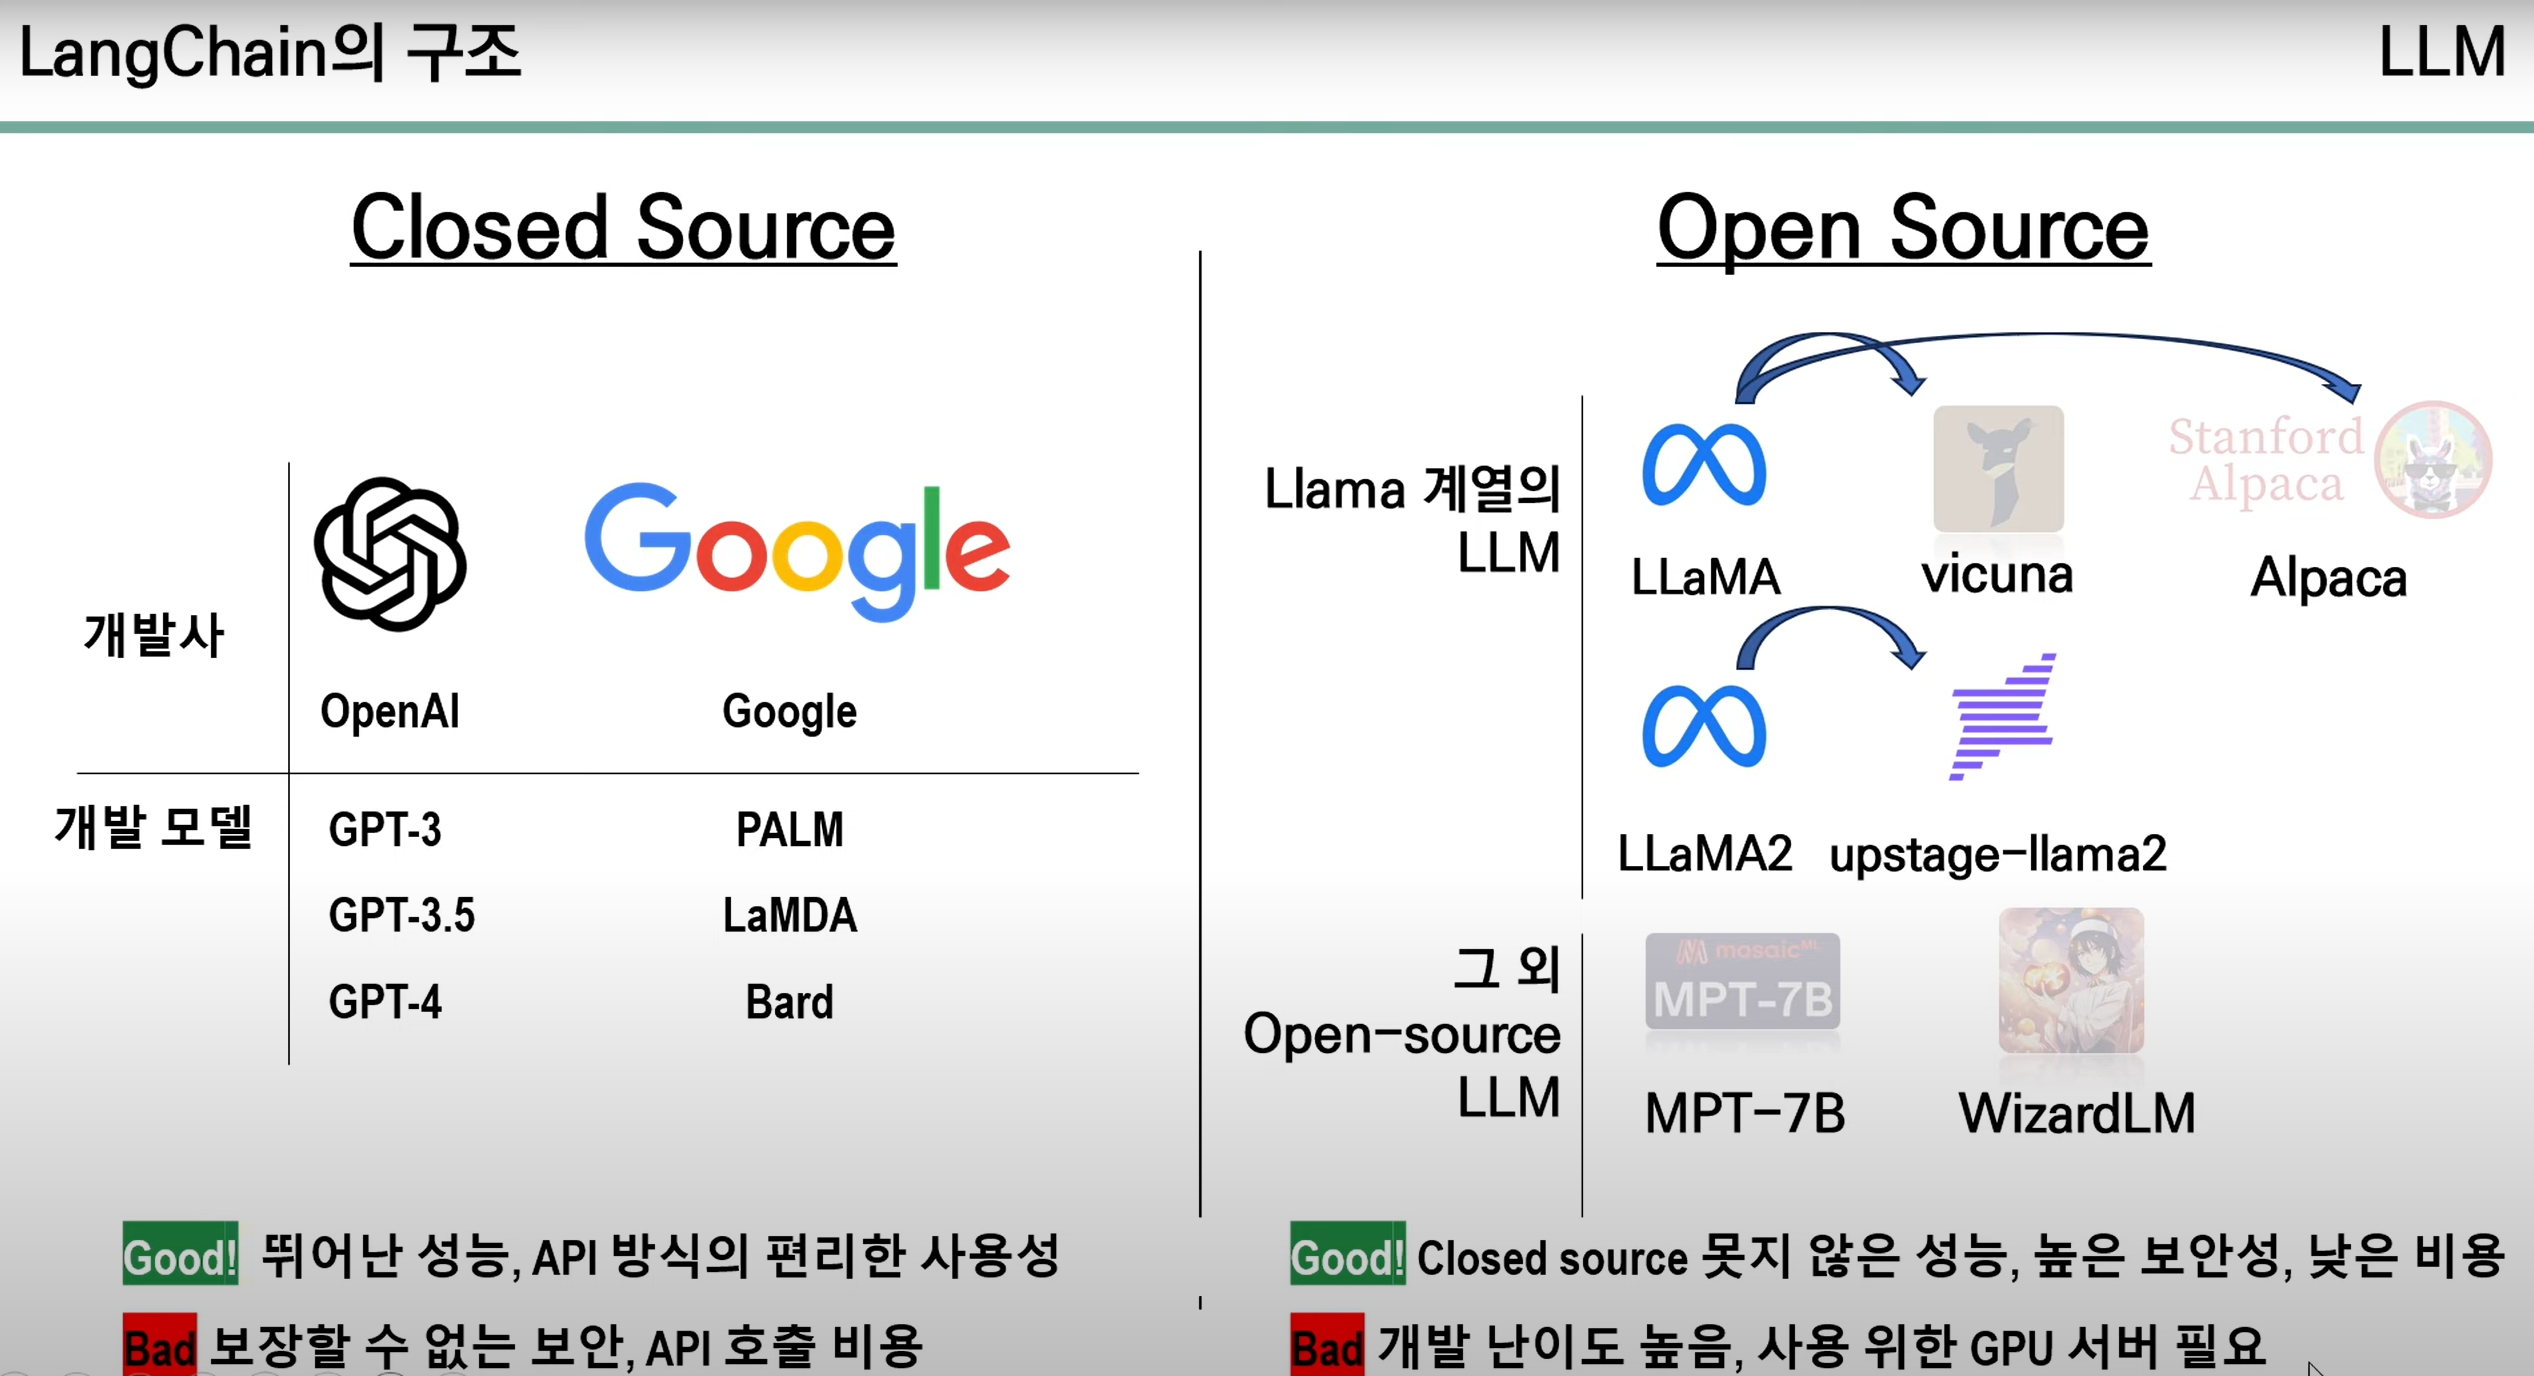 LangChain의 구조
LLM
Closed Source
개발사
Google
OpenAI
Google
개발 모델
GPT-3
PALM
GPT-3.5
LaMDA
GPT-4
Bard
Good! 뛰어난 성능, API 방식의 편리한 사용성
Bad 보장할 수 없는 보안, API 호출 비용
Open Source
Llama 계열의
LLM
Stanford
Alpaca
LLaMA
vicuna
Alpaca
LLaMA2
upstage-llama2
그 외
Open-source
LLM
mosaic ML
MPT-7B
MPT-7B
WizardLM
Good! Closed source 못지 않은 성능, 높은 보안성, 낮은 비용
Bad 개발 난이도 높음, 사용 위한 GPU 서버 필요